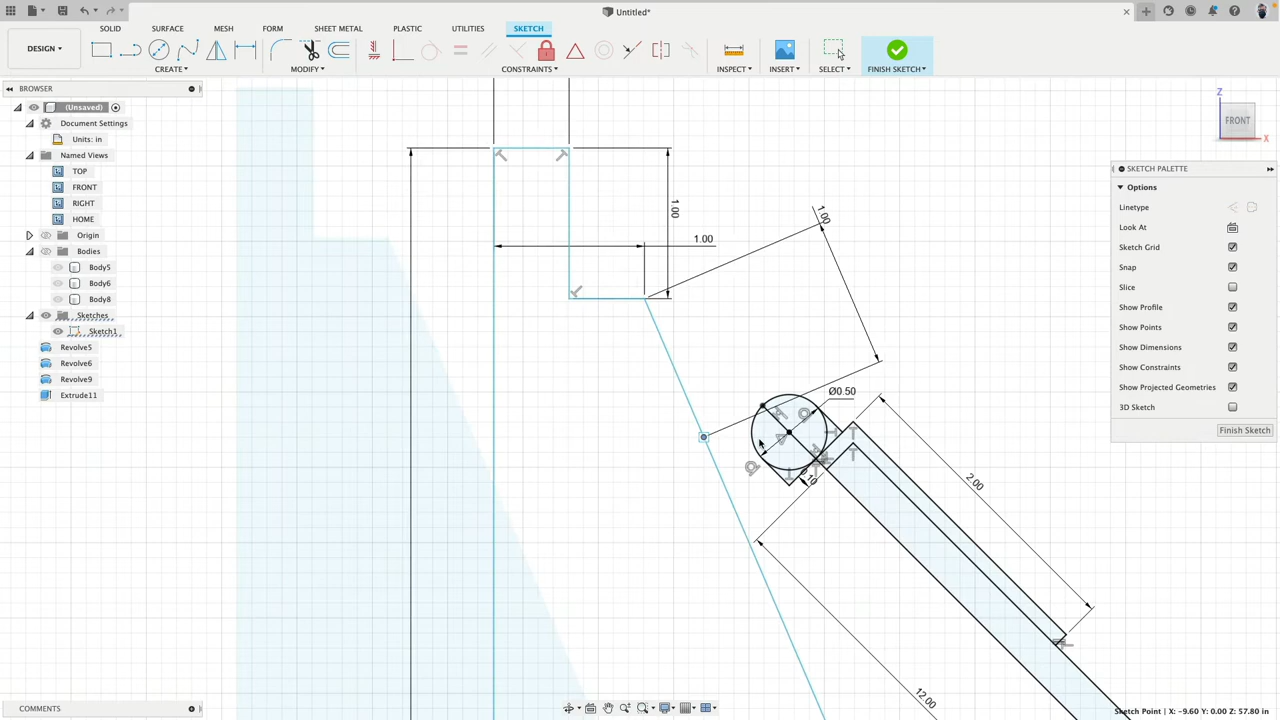 Untitled*
DESIGN
SOLID
SURFACE
MESH
FORM
SHEET METAL
PLASTIC
UTILITIES
SKETCH
CREATE
MODIFY
CONSTRAINTS
INSPECT
INSERT
SELECT
FINISH SKETCH
BROWSER
(Unsaved)
Document Settings
Units: in
Named Views
TOP
FRONT
RIGHT
HOME
Origin
Bodies
Body5
Body6
Body8
Sketches
Sketch1
Revolve5
Revolve6
Revolve9
Extrude11
Z
FRONT
X
SKETCH PALETTE
Options
Linetype
Look At
Sketch Grid
Snap
Slice
Show Profile
Show Points
Show Dimensions
Show Constraints
Show Projected Geometries
3D Sketch
Finish Sketch
1.00
1.00
1.00
Ø0.50
0.10
2.00
12.00
COMMENTS
Sketch Point | X: -9.60 Y: 0.00 Z: 57.80 in